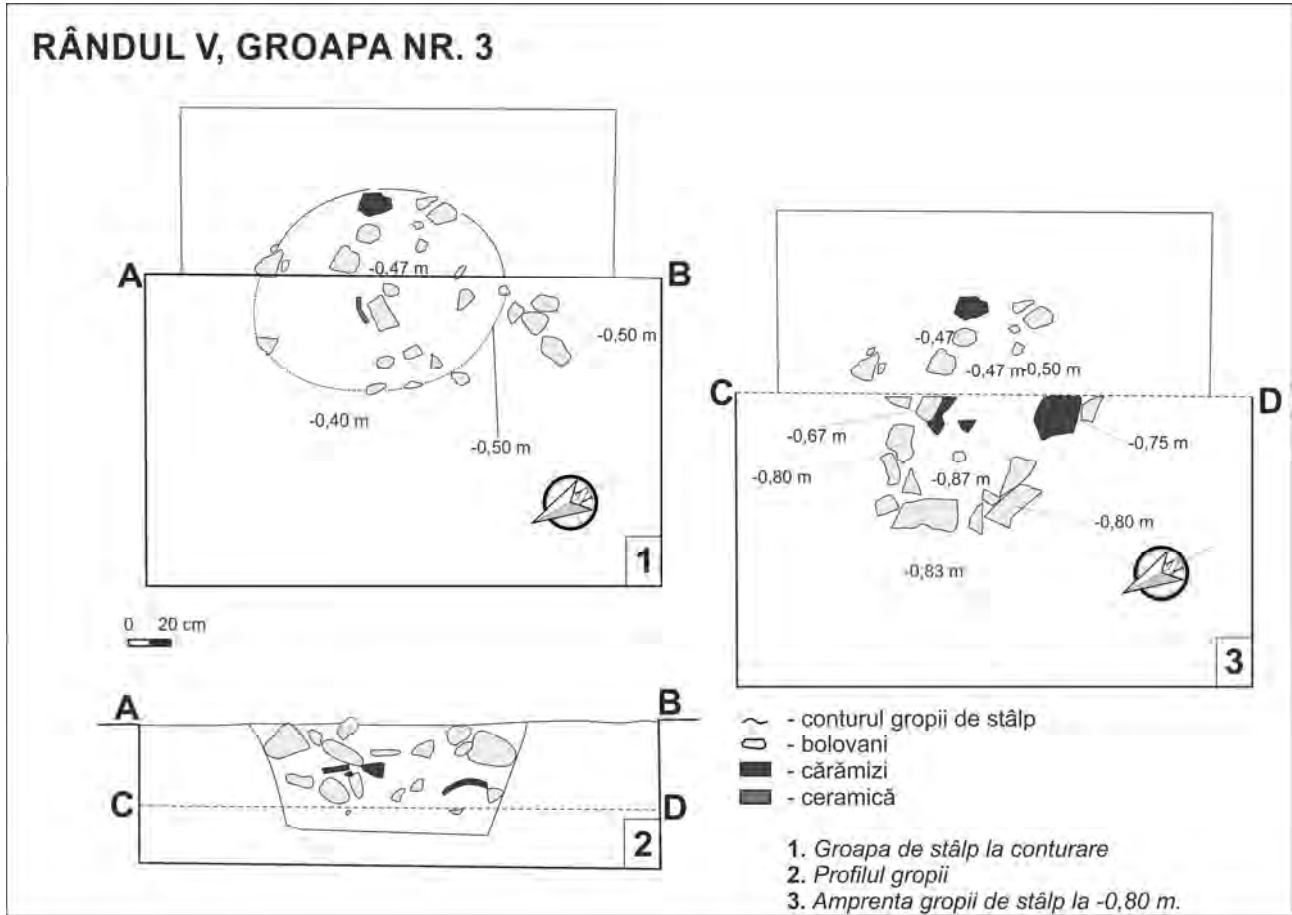 RÂNDUL V, GROAPA NR. 3
A
B
-0,47 m
-0,50 m
-0,40 m
-0,50 m
1
0 20 cm
A
B
C
D
2
-0,47
-0,47 m
-0,50 m
C
D
-0,67 m
-0,75 m
-0,80 m
-0,87 m
-0,80 m
-0,83 m
3
- conturul gropii de stâlp
- bolovani
- cărămizi
- ceramică
1. Groapa de stâlp la conturare
2. Profilul gropii
3. Amprenta gropii de stâlp la -0,80 m.